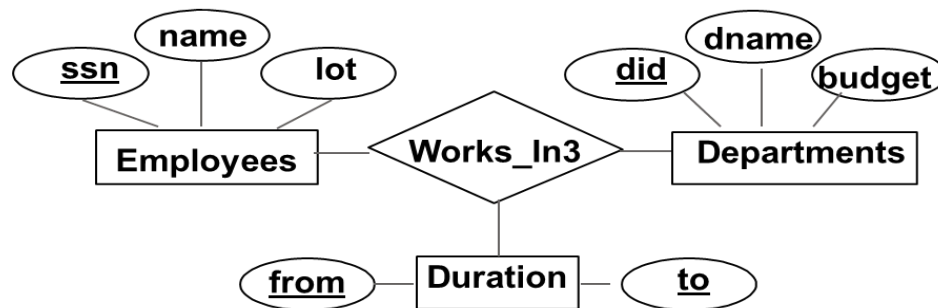 name
dname
ssn
lot
did
budget
Employees
Works_In3
Departments
from
Duration
to